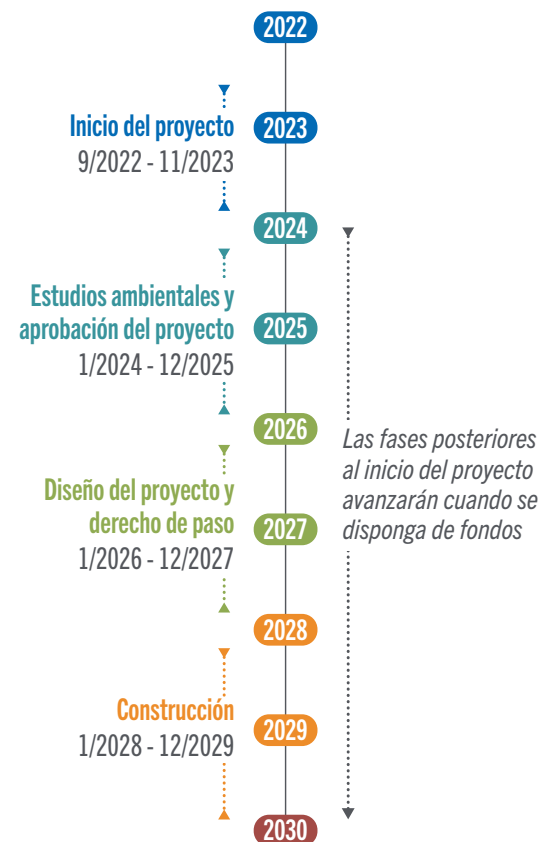 2022
Inicio del proyecto
9/2022 - 11/2023
2023
2024
Estudios ambientales y
aprobación del proyecto
1/2024 - 12/2025
2025
2026
Las fases posteriores
al inicio del proyecto
avanzarán cuando se
disponga de fondos
Diseño del proyecto y
derecho de paso
1/2026 - 12/2027
2027
2028
Construcción
1/2028 - 12/2029
2029
2030